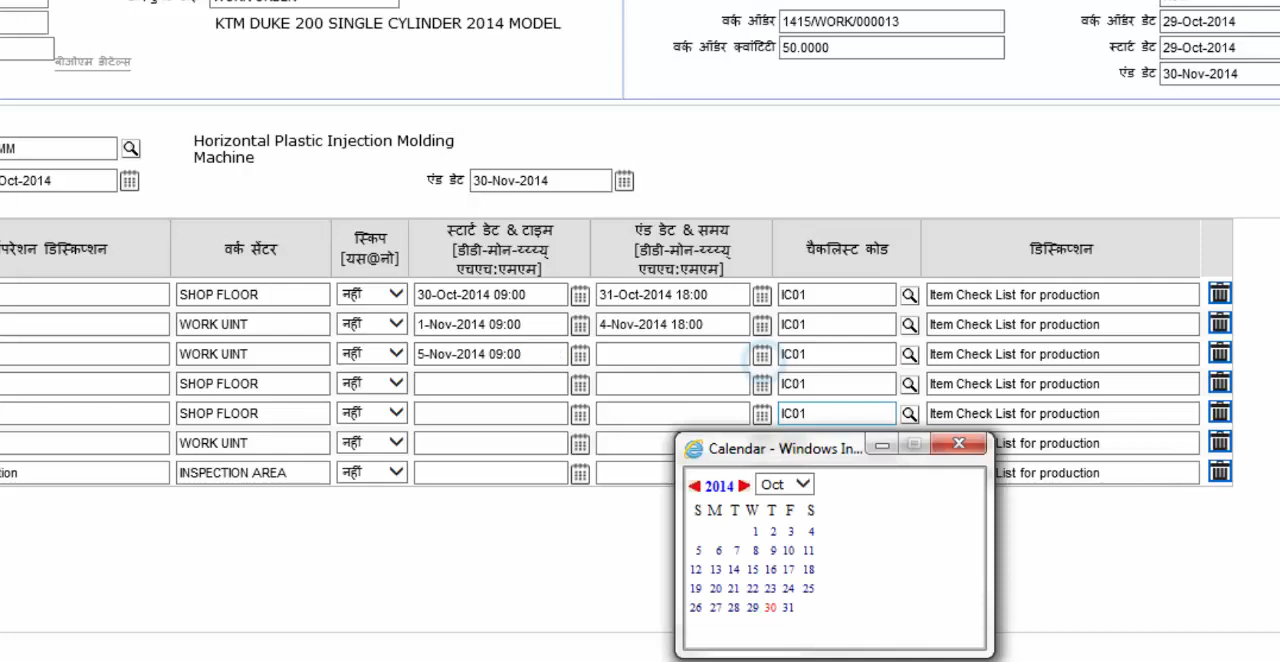 KTM DUKE 200 SINGLE CYLINDER 2014 MODEL
बीओएम डीटेल्स
वर्क ऑर्डर 1415/WORK/000013 वर्क ऑर्डर डेट 29-Oct-2014
वर्क ऑर्डर क्वांटिटी 50.0000 स्टार्ट डेट 29-Oct-2014
एंड डेट 30-Nov-2014
MM Horizontal Plastic Injection Molding
Machine
Oct-2014 एंड डेट 30-Nov-2014
परेशन डिस्क्रिप्शन वर्क सेंटर स्किप [यस@नो] स्टार्ट डेट & टाइम [डीडी-मोन-य्य्य्य एचएच:एमएम] एंड डेट & समय [डीडी-मोन-य्य्य्य एचएच:एमएम] चैकलिस्ट कोड डिस्क्रिप्शन
SHOP FLOOR नहीं 30-Oct-2014 09:00 31-Oct-2014 18:00 IC01 Item Check List for production
WORK UINT नहीं 1-Nov-2014 09:00 4-Nov-2014 18:00 IC01 Item Check List for production
WORK UINT नहीं 5-Nov-2014 09:00 IC01 Item Check List for production
SHOP FLOOR नहीं IC01 Item Check List for production
SHOP FLOOR नहीं IC01 Item Check List for production
WORK UINT नहीं List for production
tion INSPECTION AREA नहीं List for production
Calendar - Windows In...
2014 Oct
S M T W T F S
1 2 3 4
5 6 7 8 9 10 11
12 13 14 15 16 17 18
19 20 21 22 23 24 25
26 27 28 29 30 31